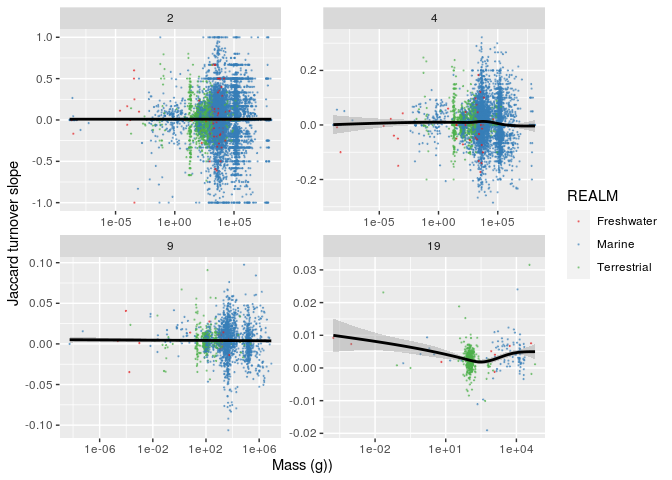 2
4
1.0
0.5
0.0
-0.5
-1.0
0.2
0.0
-0.2
1e-05
1e+00
1e+05
1e-05
1e+00
1e+05
9
19
0.10
0.05
0.00
-0.05
-0.10
0.03
0.02
0.01
0.00
-0.01
-0.02
1e-06
1e-02
1e+02
1e+06
1e-02
1e+01
1e+04
Mass (g))
Jaccard turnover slope
REALM
Freshwater
Marine
Terrestrial